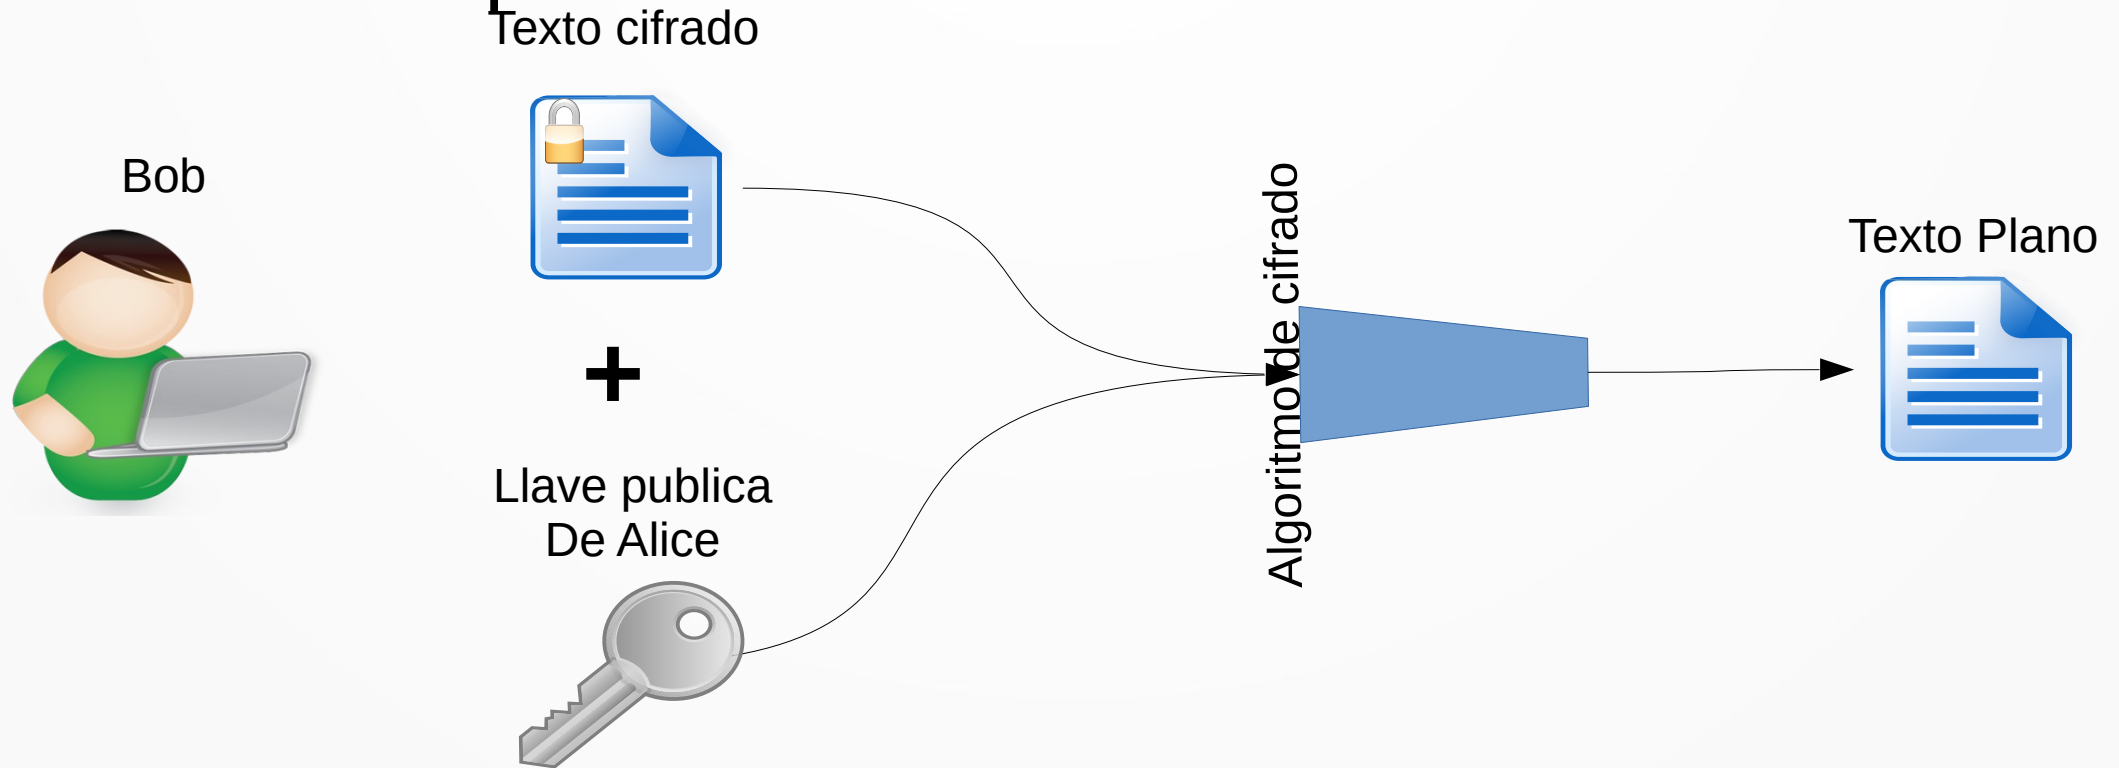 Texto cifrado
Bob
+
Llave publica
De Alice
Algoritmo de cifrado
Texto Plano